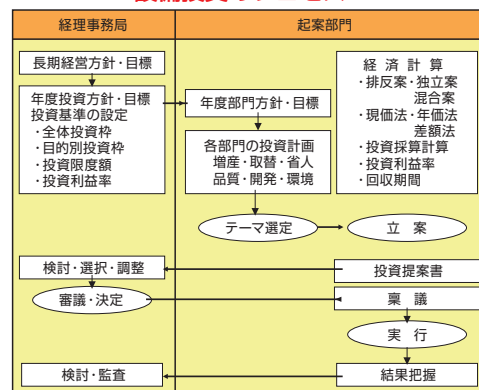 経理事務局
起案部門
長期経営方針・目標
年度投資方針・目標
投資基準の設定
・全体投資枠
・目的別投資枠
・投資限度額
・投資利益率
年度部門方針・目標
各部門の投資計画
増産・取替・省人
品質・開発・環境
経済計算
・排反案・独立案
混合案
・現価法・年価法
差額法
・投資採算計算
・投資利益率
・回収期間
テーマ選定
立案
検討・選択・調整
投資提案書
審議・決定
稟議
実行
検討・監査
結果把握